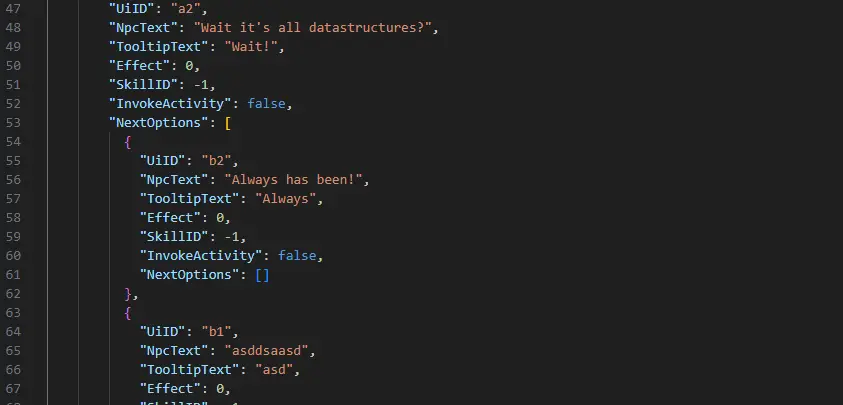 47 "UiID": "a2",
48 "NpcText": "Wait it's all datastructures?",
49 "TooltipText": "Wait!",
50 "Effect": 0,
51 "SkillID": -1,
52 "InvokeActivity": false,
53 "NextOptions": [
54 {
55 "UiID": "b2",
56 "NpcText": "Always has been!",
57 "TooltipText": "Always",
58 "Effect": 0,
59 "SkillID": -1,
60 "InvokeActivity": false,
61 "NextOptions": []
62 },
63 {
64 "UiID": "b1",
65 "NpcText": "asddsaasd",
66 "TooltipText": "asd",
67 "Effect": 0,
68 "SkillID": -1,